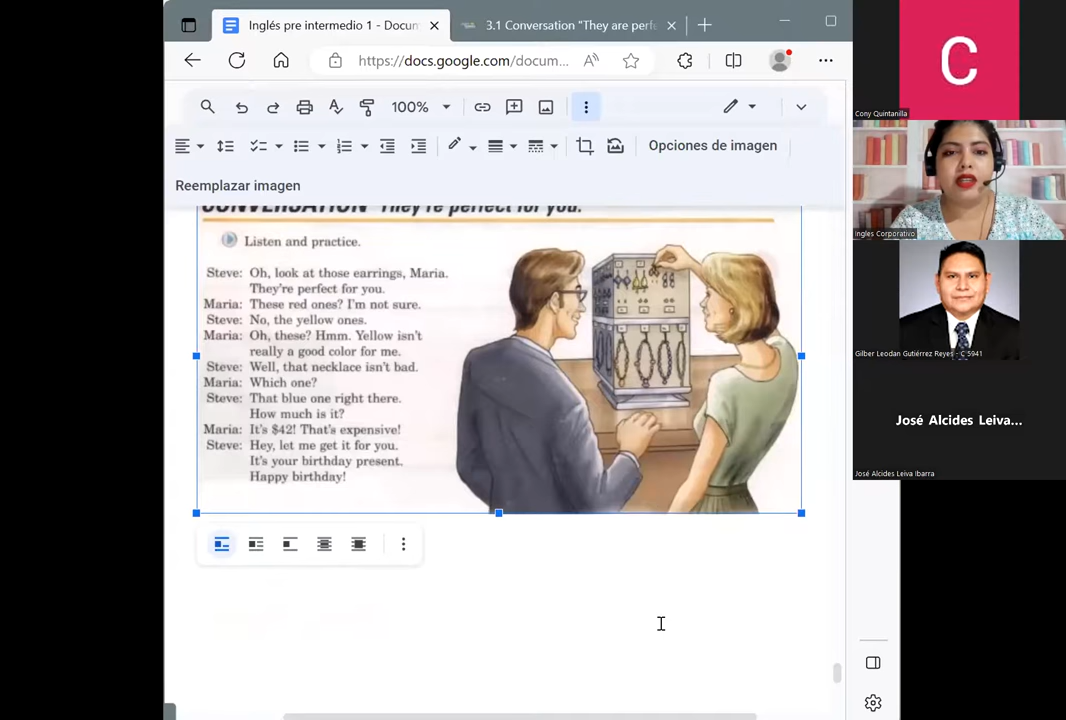 Inglés pre intermedio 1 - Docum
3.1 Conversation "They are perfe
https://docs.google.com/docum...
100%
Opciones de imagen
Reemplazar imagen
CONVERSATION They're perfect for you.
Listen and practice.
Steve: Oh, look at those earrings, Maria.
They're perfect for you.
Maria: These red ones? I'm not sure.
Steve: No, the yellow ones.
Maria: Oh, these? Hmm. Yellow isn't
really a good color for me.
Steve: Well, that necklace isn't bad.
Maria: Which one?
Steve: That blue one right there.
How much is it?
Maria: It's $42! That's expensive!
Steve: Hey, let me get it for you.
It's your birthday present.
Happy birthday!
C
Cony Quintanilla
Ingles Corporativo
Gilber Leodan Gutiérrez Reyes - C 5941
José Alcides Leiva...
José Alcides Leiva Ibarra